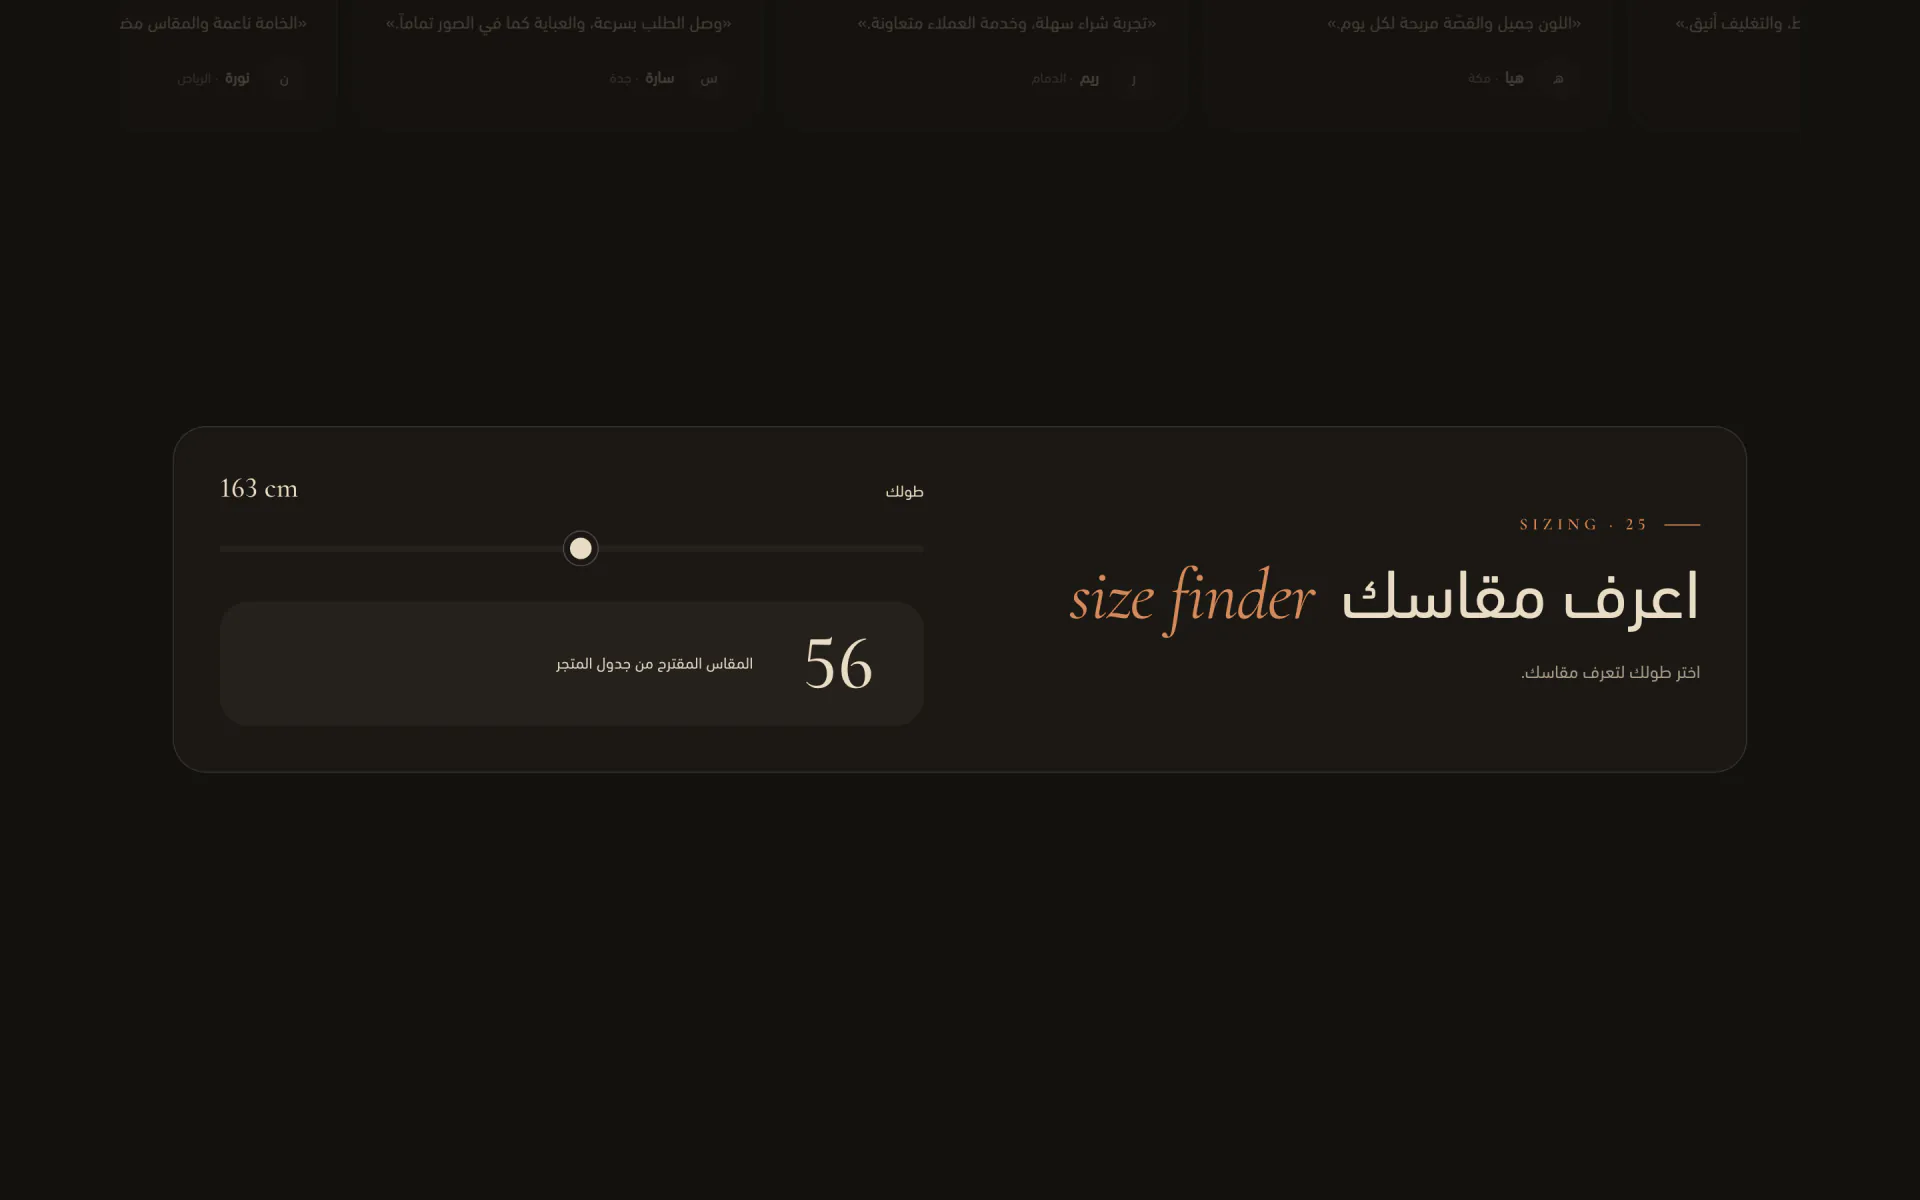 ط، والتغليف أنيق.»
«اللون جميل والقصّة مريحة لكل يوم.»
ه هيا · مكة
«تجربة شراء سهلة، وخدمة العملاء متعاونة.»
ر ريم · الدمام
«وصل الطلب بسرعة، والعباية كما في الصور تماماً.»
س سارة · جدة
«الخامة ناعمة والمقاس مض
ن نورة · الرياض
SIZING · 25
اعرف مقاسك size finder
اختر طولك لتعرف مقاسك.
طولك
163 cm
56
المقاس المقترح من جدول المتجر